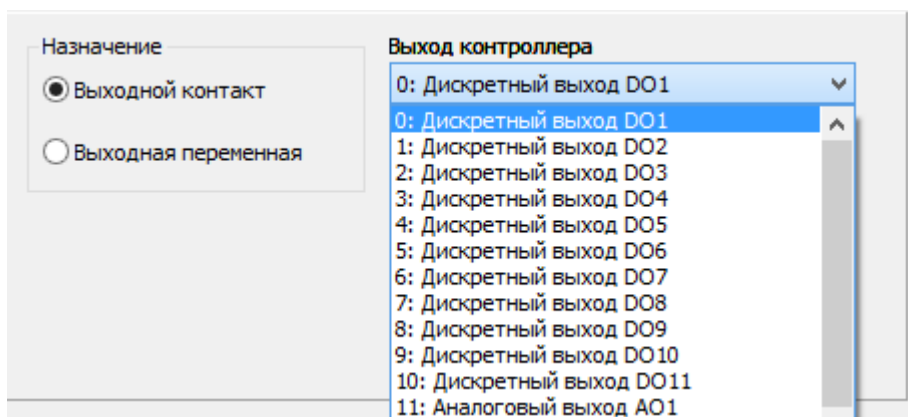 Назначение
Выходной контакт
Выходная переменная
Выход контроллера
0: Дискретный выход DO1
0: Дискретный выход DO1
1: Дискретный выход DO2
2: Дискретный выход DO3
3: Дискретный выход DO4
4: Дискретный выход DO5
5: Дискретный выход DO6
6: Дискретный выход DO7
7: Дискретный выход DO8
8: Дискретный выход DO9
9: Дискретный выход DO10
10: Дискретный выход DO11
11: Аналоговый выход AO1